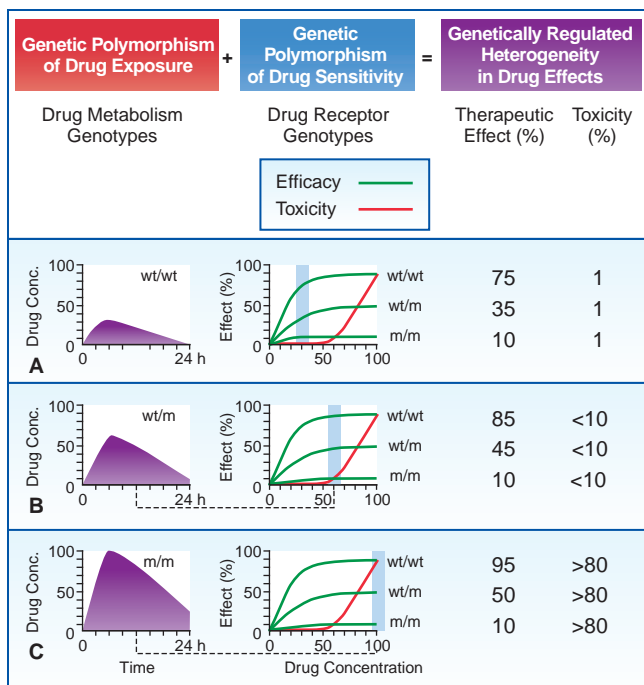 Genetic Polymorphism
of Drug Exposure
+
Genetic
Polymorphism
of Drug Sensitivity
=
Genetically Regulated
Heterogeneity
in Drug Effects
Drug Metabolism
Genotypes
Drug Receptor
Genotypes
Therapeutic
Effect (%)
Toxicity
(%)
Efficacy
Toxicity
A
Drug Conc.
100
50
0
0
24 h
wt/wt
Effect (%)
100
50
0
0
50
100
wt/wt
wt/m
m/m
75 1
35 1
10 1
B
Drug Conc.
100
50
0
0
24 h
wt/m
Effect (%)
100
50
0
0
50
100
wt/wt
wt/m
m/m
85 <10
45 <10
10 <10
C
Drug Conc.
100
50
0
0
24 h
m/m
Time
Effect (%)
100
50
0
0
50
100
wt/wt
wt/m
m/m
Drug Concentration
95 >80
50 >80
10 >80